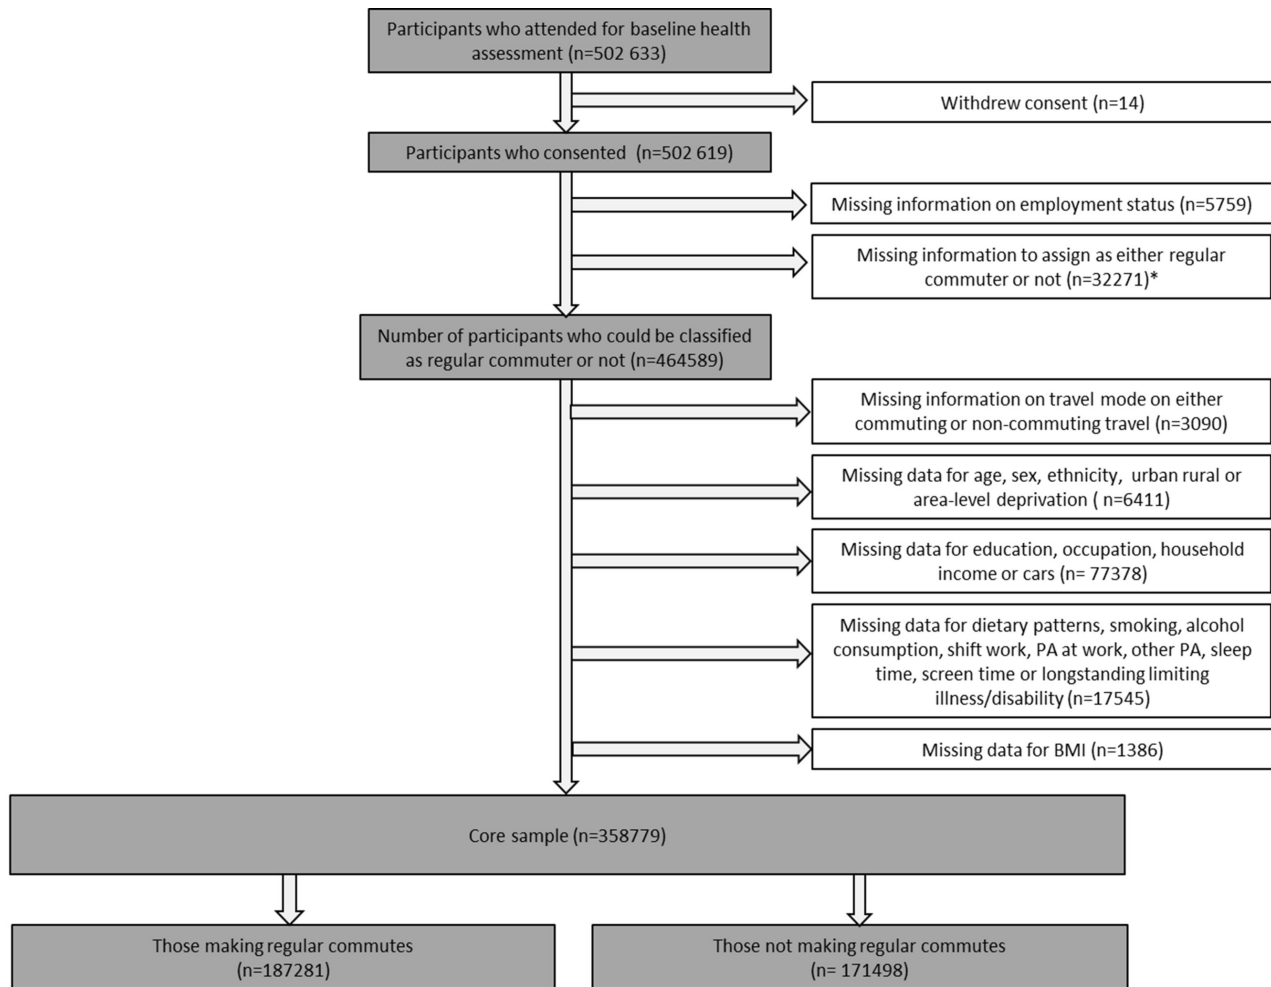 Participants who attended for baseline health
assessment (n=502 633)
Withdrew consent (n=14)
Participants who consented (n=502 619)
Missing information on employment status (n=5759)
Missing information to assign as either regular
commuter or not (n=32271)*
Number of participants who could be classified
as regular commuter or not (n=464589)
Missing information on travel mode on either
commuting or non-commuting travel (n=3090)
Missing data for age, sex, ethnicity, urban rural or
area-level deprivation ( n=6411)
Missing data for education, occupation, household
income or cars (n= 77378)
Missing data for dietary patterns, smoking, alcohol
consumption, shift work, PA at work, other PA, sleep
time, screen time or longstanding limiting
illness/disability (n=17545)
Missing data for BMI (n=1386)
Core sample (n=358779)
Those making regular commutes
(n=187281)
Those not making regular commutes
(n= 171498)